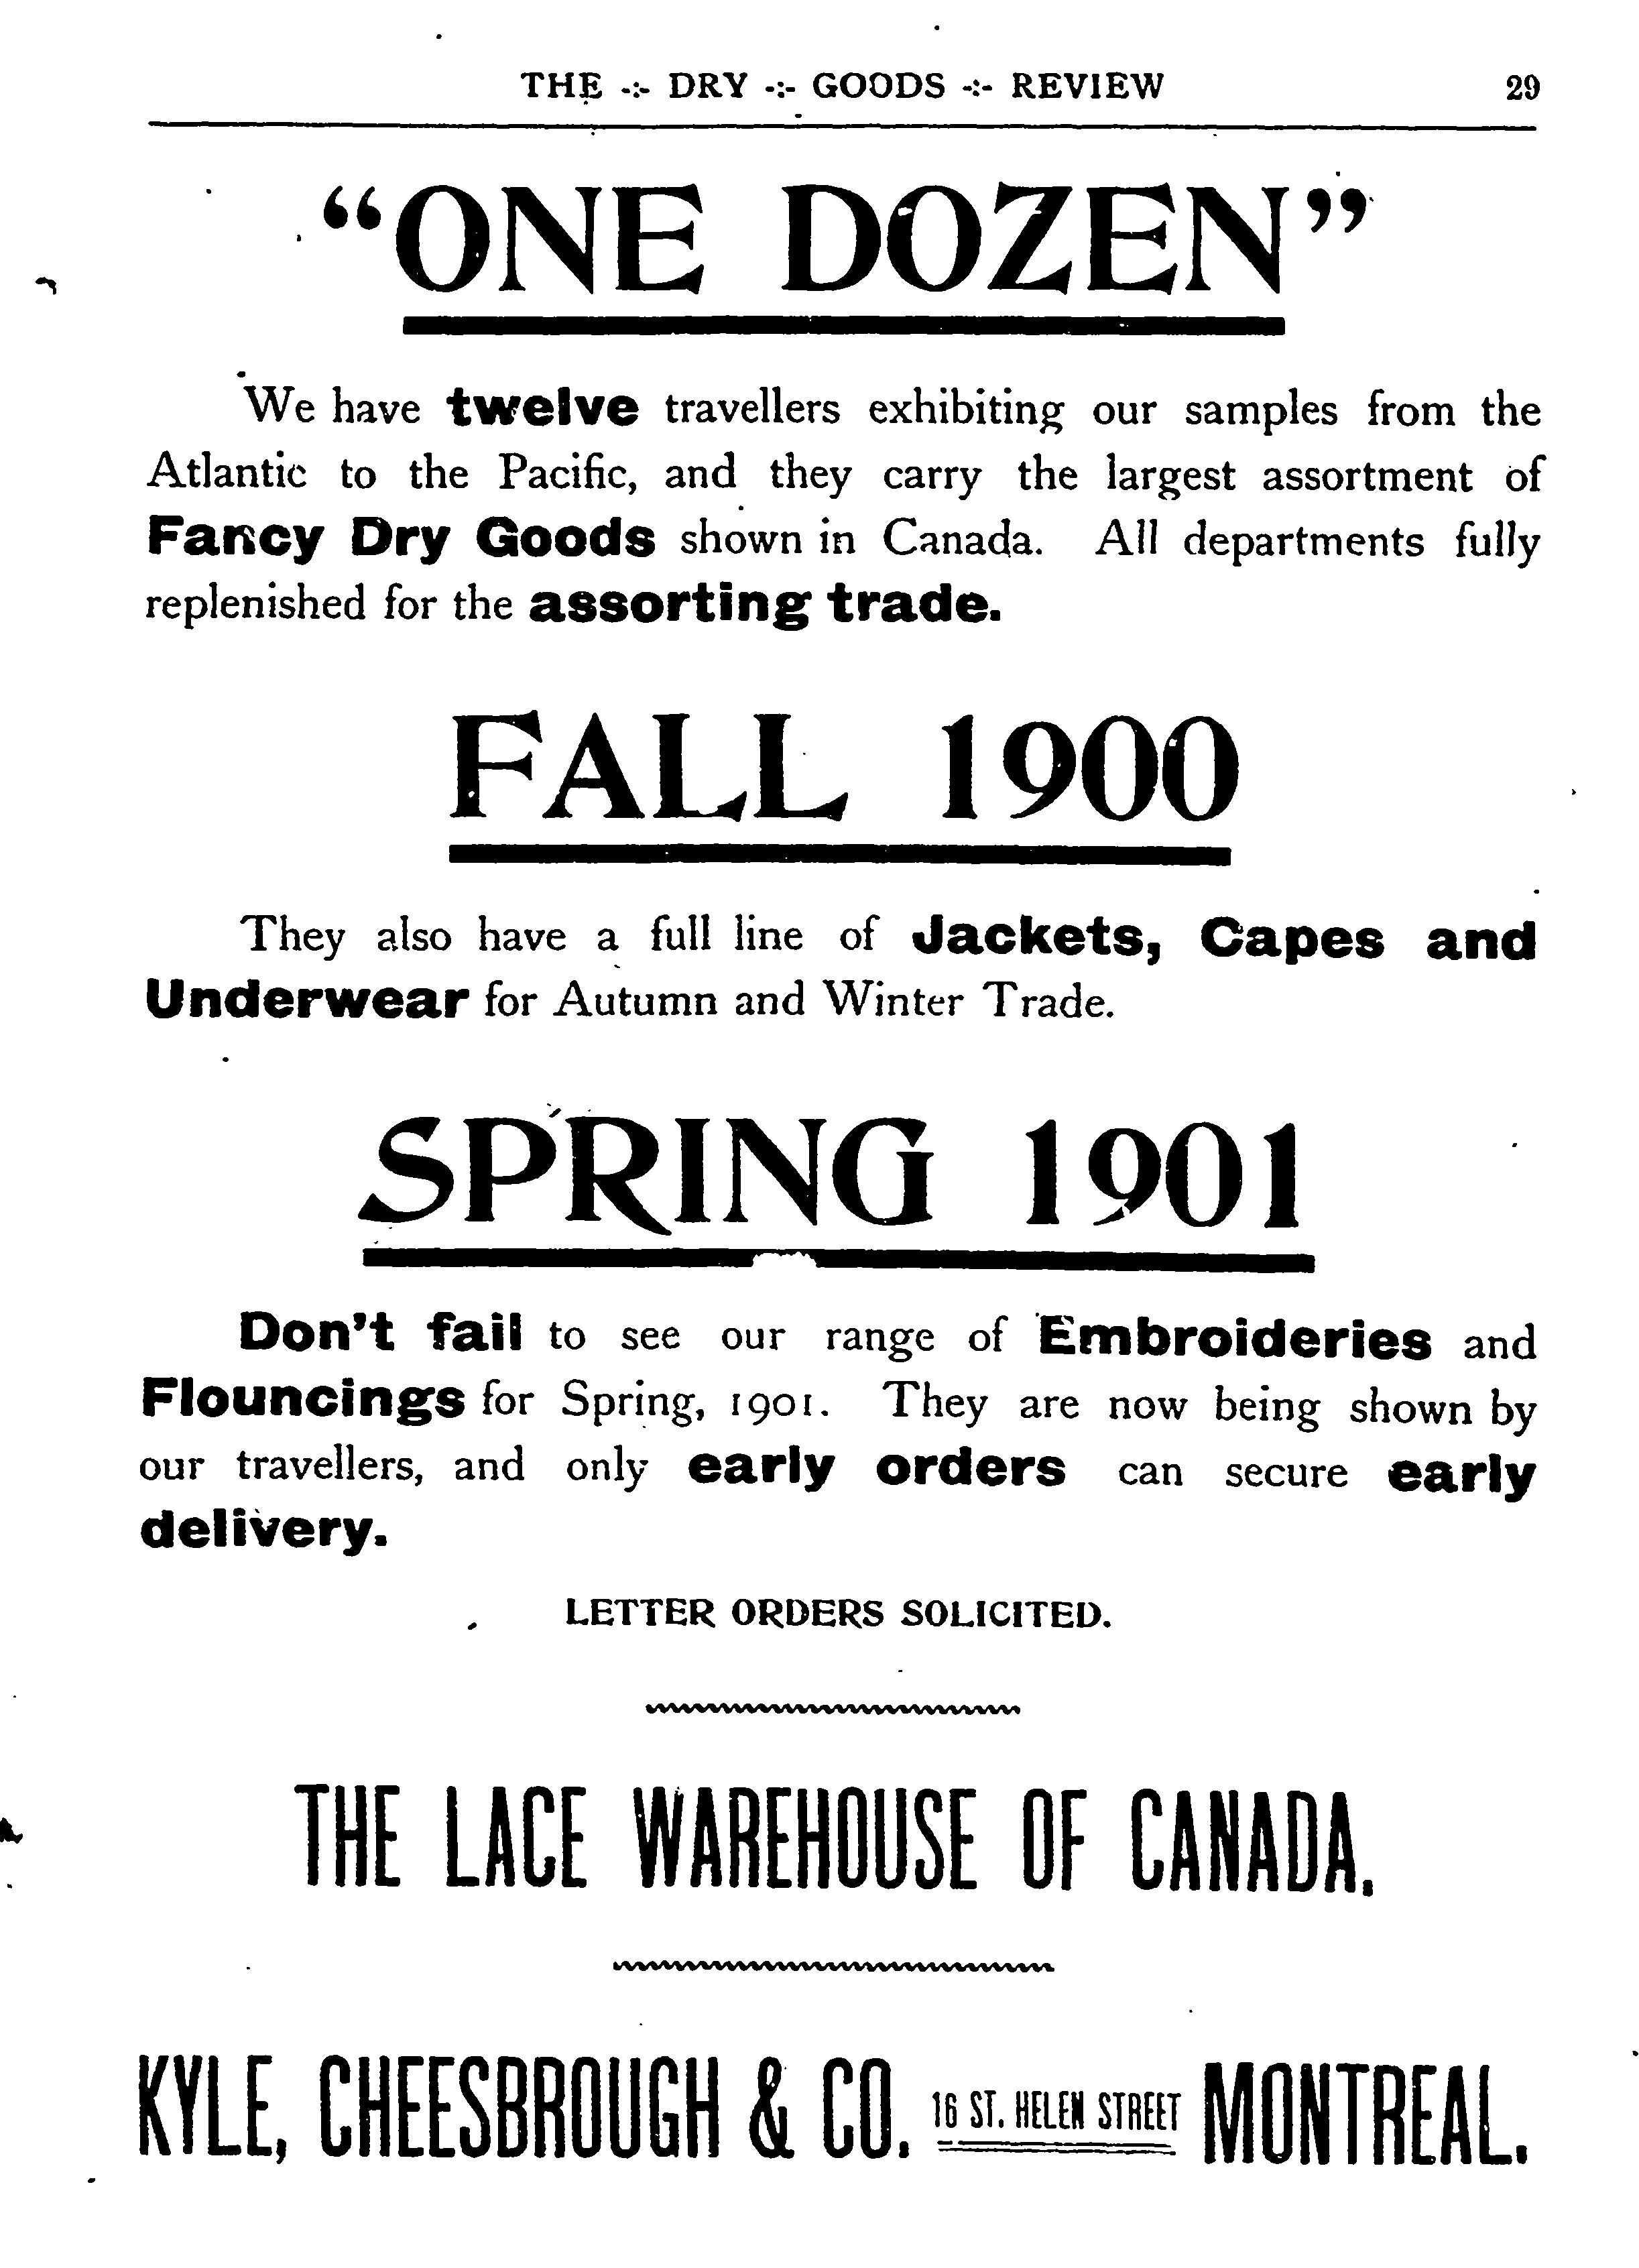 THE -:- DRY -:- GOODS -:- REVIEW 29
“ONE DOZEN”
We have twelve travellers exhibiting our samples from the
Atlantic to the Pacific, and they carry the largest assortment of
Fancy Dry Goods shown in Canada. All departments fully
replenished for the assorting trade.
FALL 1900
They also have a full line of Jackets, Capes and
Underwear for Autumn and Winter Trade.
SPRING 1901
Don’t fail to see our range of Embroideries and
Flouncings for Spring, 1901. They are now being shown by
our travellers, and only early orders can secure early
delivery.
LETTER ORDERS SOLICITED.
THE LACE WAREHOUSE OF CANADA.
KYLE, CHEESBROUGH & CO. 16 ST. HELEN STREET MONTREAL.